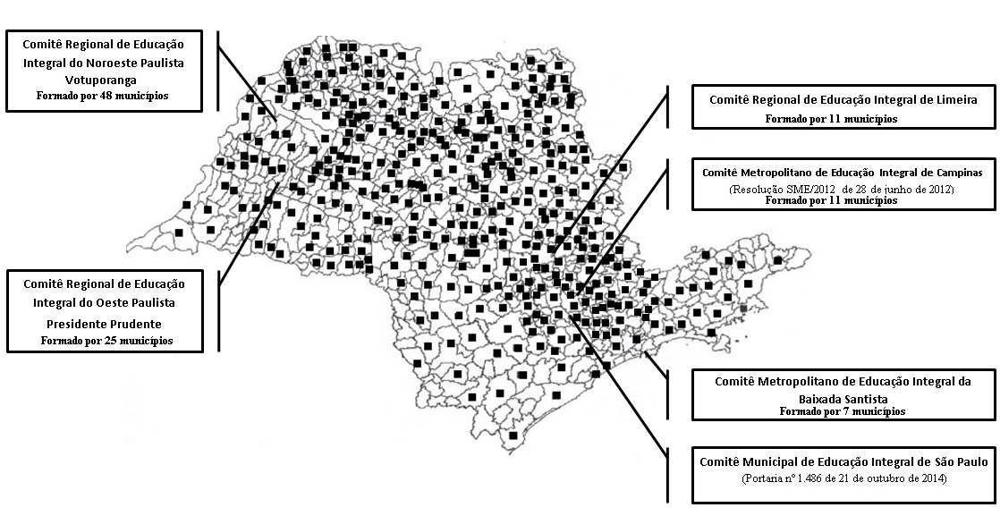 Comitê Regional de Educação
Integral do Noroeste Paulista
Votuporanga
Formado por 48 municípios
Comitê Regional de Educação
Integral do Oeste Paulista
Presidente Prudente
Formado por 25 municípios
Comitê Regional de Educação Integral de Limeira
Formado por 11 municípios
Comitê Metropolitano de Educação Integral de Campinas
(Resolução SME/2012 de 28 de junho de 2012)
Formado por 11 municípios
Comitê Metropolitano de Educação Integral da
Baixada Santista
Formado por 7 municípios
Comitê Municipal de Educação Integral de São Paulo
(Portaria nº 1.486 de 21 de outubro de 2014)